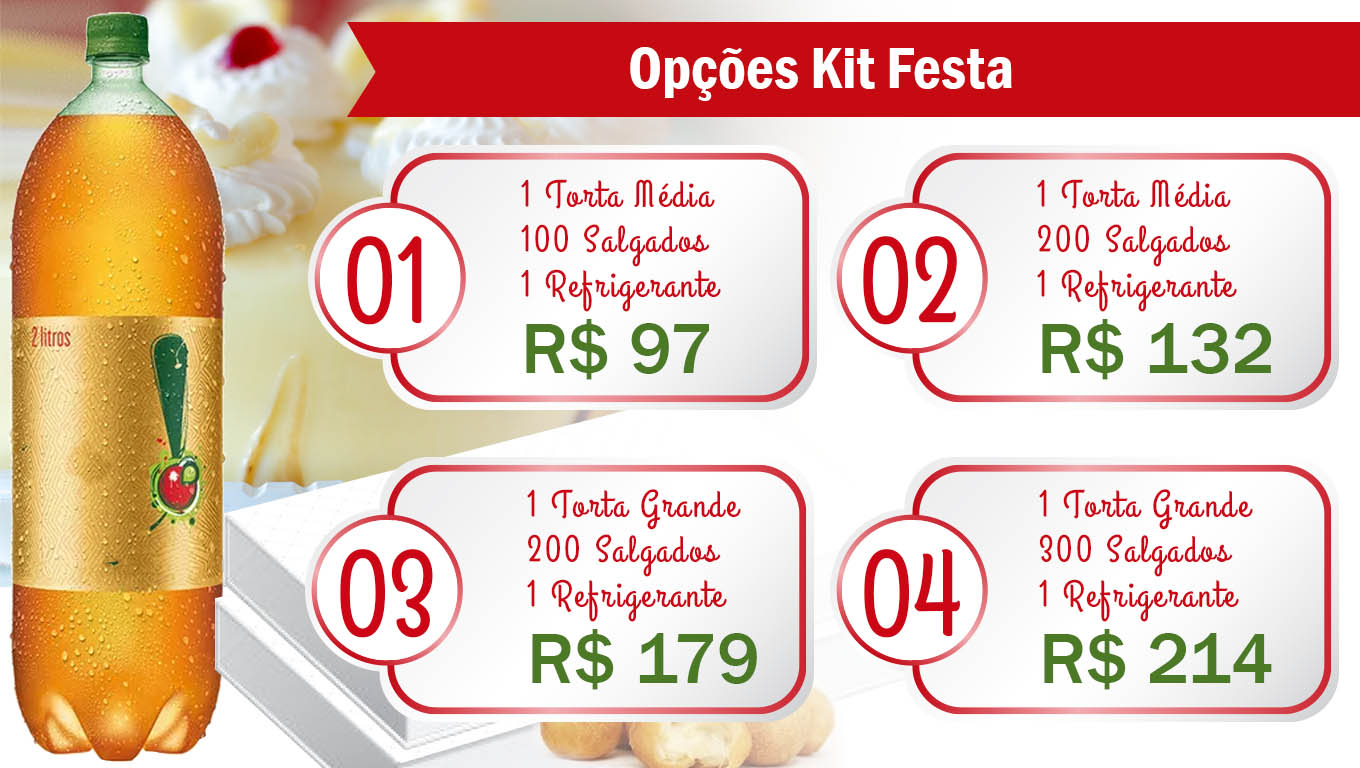 Opções Kit Festa
01
1 Torta Média
100 Salgados
1 Refrigerante
R$ 97
02
1 Torta Média
200 Salgados
1 Refrigerante
R$ 132
03
1 Torta Grande
200 Salgados
1 Refrigerante
R$ 179
04
1 Torta Grande
300 Salgados
1 Refrigerante
R$ 214
2 litros